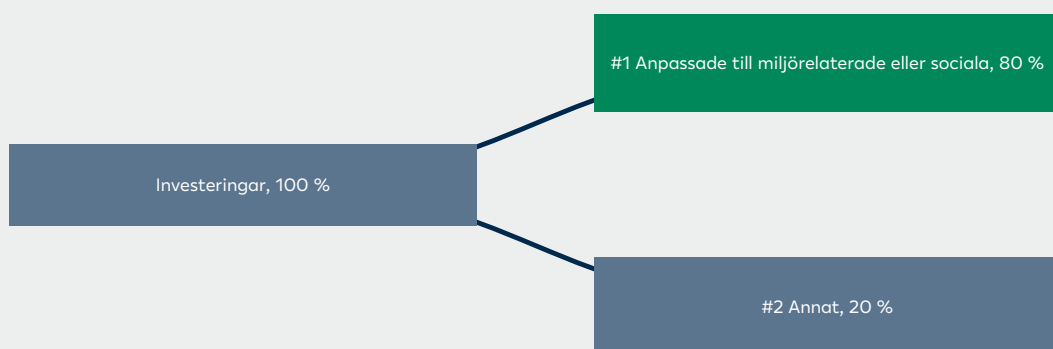 #1 Anpassade till miljörelaterade eller sociala, 80 %
Investeringar, 100 %
#2 Annat, 20 %